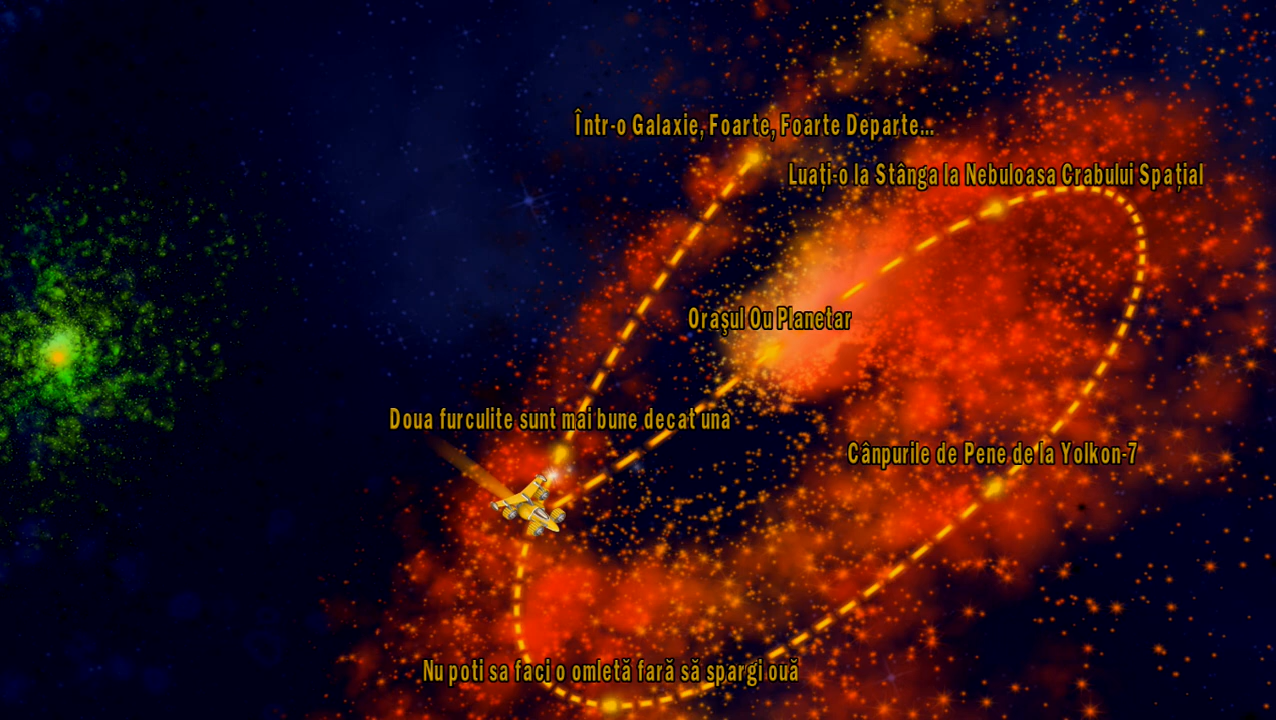 Într-o Galaxie, Foarte, Foarte Departe...
Luați-o la Stânga la Nebuloasa Crabului Spațial
Orașul Ou Planetar
Doua furculite sunt mai bune decat una
Cânpurile de Pene de la Yolkon-7
Nu poti sa faci o omletă fară să spargi ouă